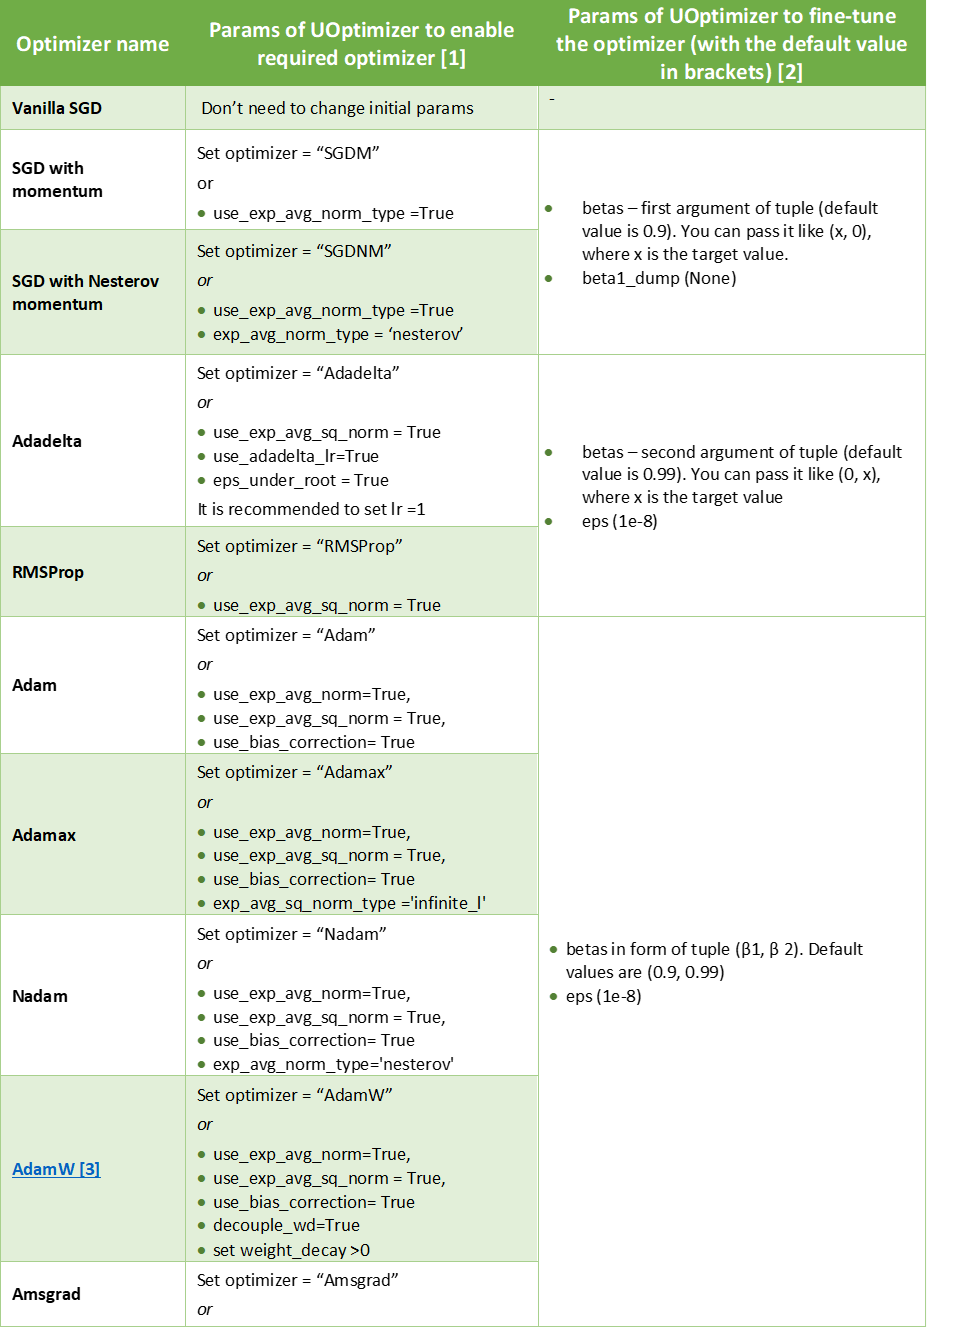 Optimizer name
Params of UOptimizer to enable
required optimizer [1]
Params of UOptimizer to fine-tune
the optimizer (with the default value
in brackets) [2]
Vanilla SGD
Don’t need to change initial params
-
SGD with
momentum
Set optimizer = “SGDM”
or
• use_exp_avg_norm_type =True
• betas – first argument of tuple (default
value is 0.9). You can pass it like (x, 0),
where x is the target value.
• beta1_dump (None)
SGD with Nesterov
momentum
Set optimizer = “SGDNM”
or
• use_exp_avg_norm_type =True
• exp_avg_norm_type = ‘nesterov’
Adadelta
Set optimizer = “Adadelta”
or
• use_exp_avg_sq_norm = True
• use_adadelta_lr=True
• eps_under_root = True
It is recommended to set lr =1
• betas – second argument of tuple (default
value is 0.99). You can pass it like (0, x),
where x is the target value
• eps (1e-8)
RMSProp
Set optimizer = “RMSProp”
or
• use_exp_avg_sq_norm = True
Adam
Set optimizer = “Adam”
or
• use_exp_avg_norm=True,
• use_exp_avg_sq_norm = True,
• use_bias_correction= True
Adamax
Set optimizer = “Adamax”
or
• use_exp_avg_norm=True,
• use_exp_avg_sq_norm = True,
• use_bias_correction= True
• exp_avg_sq_norm_type ='infinite_l'
Nadam
Set optimizer = “Nadam”
or
• use_exp_avg_norm=True,
• use_exp_avg_sq_norm = True,
• use_bias_correction= True
• exp_avg_norm_type='nesterov'
• betas in form of tuple (β1, β 2). Default
values are (0.9, 0.99)
• eps (1e-8)
AdamW [3]
Set optimizer = “AdamW”
or
• use_exp_avg_norm=True,
• use_exp_avg_sq_norm = True,
• use_bias_correction= True
• decouple_wd=True
• set weight_decay >0
Amsgrad
Set optimizer = “Amsgrad”
or